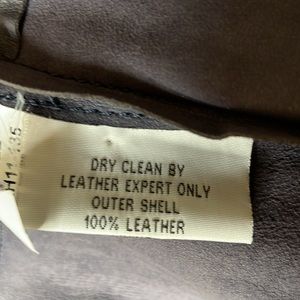 DRY CLEAN BY
LEATHER EXPERT ONLY
OUTER SHELL
100% LEATHER